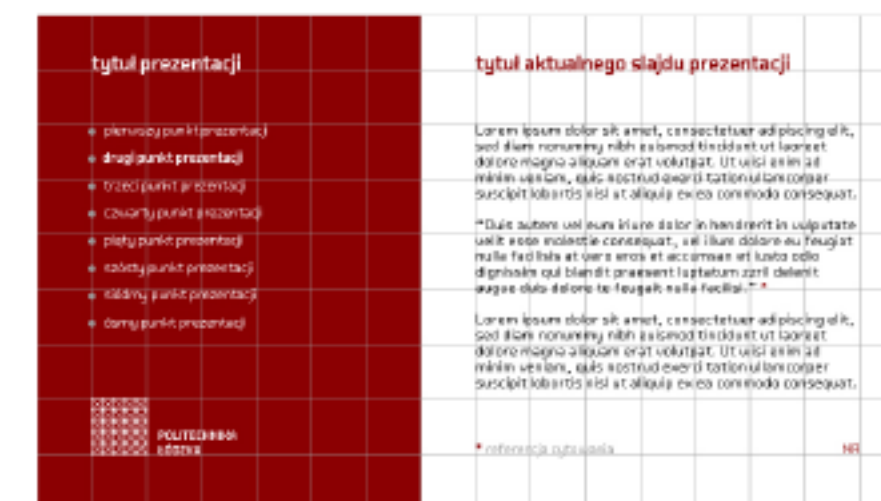 tytuł prezentacji
pierwszy punkt prezentacji
drugi punkt prezentacji
trzeci punkt prezentacji
czwarty punkt prezentacji
piąty punkt prezentacji
szósty punkt prezentacji
siódmy punkt prezentacji
ósmy punkt prezentacji
POLITECHNIKA
ŁÓDZKA
tytuł aktualnego slajdu prezentacji
Lorem ipsum dolor sit amet, consectetuer adipiscing elit,
sed diam nonummy nibh euismod tincidunt ut laoreet
dolore magna aliquam erat volutpat. Ut wisi enim ad
minim veniam, quis nostrud exerci tation ullamcorper
suscipit lobortis nisl ut aliquip ex ea commodo consequat.
"Duis autem vel eum iriure dolor in hendrerit in vulputate
velit esse molestie consequat, vel illum dolore eu feugiat
nulla facilisis at vero eros et accumsan et iusto odio
dignissim qui blandit praesent luptatum zzril delenit
augue duis dolore te feugait nulla facilisi." *
Lorem ipsum dolor sit amet, consectetuer adipiscing elit,
sed diam nonummy nibh euismod tincidunt ut laoreet
dolore magna aliquam erat volutpat. Ut wisi enim ad
minim veniam, quis nostrud exerci tation ullamcorper
suscipit lobortis nisl ut aliquip ex ea commodo consequat.
* referencja cytowania
NR